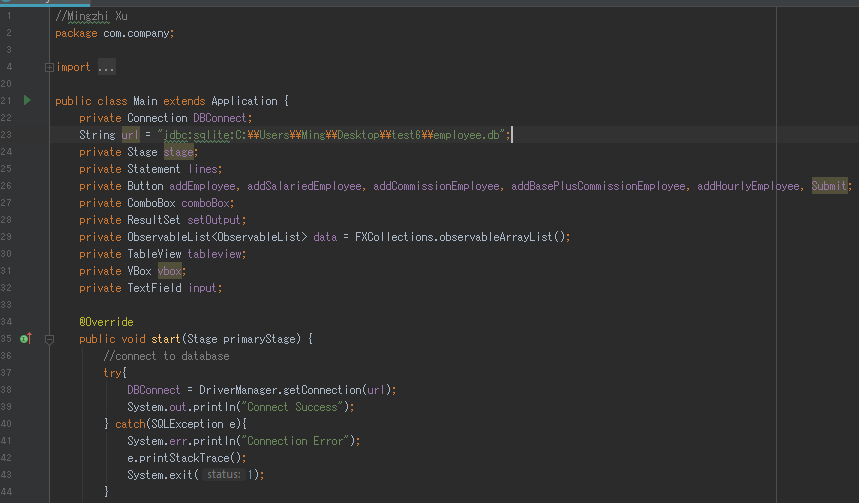 1 //Mingzhi Xu
2 package com.company;
3
4 import ...
20
21 public class Main extends Application {
22 private Connection DBConnect;
23 String url = "jdbc:sqlite:C:₩₩Users₩₩Ming₩₩Desktop₩₩test6₩₩employee.db";
24 private Stage stage;
25 private Statement lines;
26 private Button addEmployee, addSalariedEmployee, addCommissionEmployee, addBasePlusCommissionEmployee, addHourlyEmployee, Submit;
27 private ComboBox comboBox;
28 private ResultSet setOutput;
29 private ObservableList<ObservableList> data = FXCollections.observableArrayList();
30 private TableView tableview;
31 private VBox vbox;
32 private TextField input;
33
34 @Override
35 public void start(Stage primaryStage) {
36 //connect to database
37 try{
38 DBConnect = DriverManager.getConnection(url);
39 System.out.println("Connect Success");
40 } catch(SQLException e){
41 System.err.println("Connection Error");
42 e.printStackTrace();
43 System.exit( status: 1);
44 }